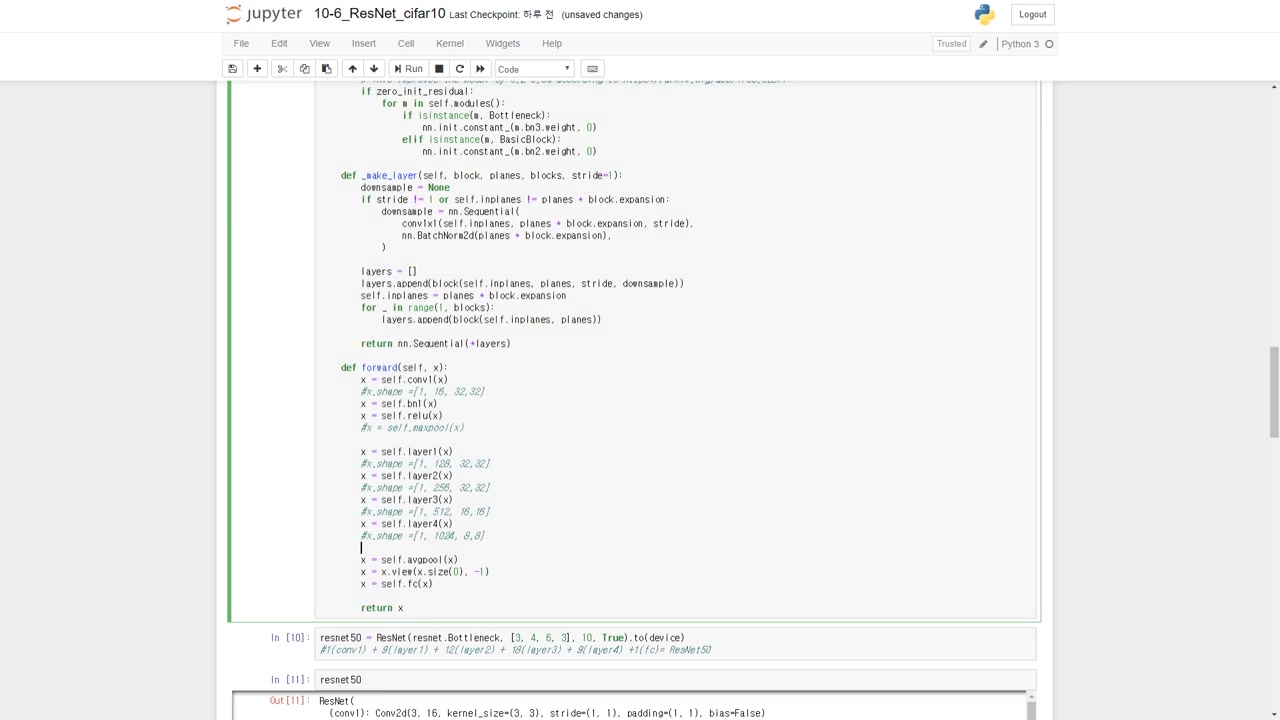 jupyter 10-6_ResNet_cifar10 Last Checkpoint: 하루 전 (unsaved changes)
Logout
File Edit View Insert Cell Kernel Widgets Help
Trusted Python 3
Run Code
if zero_init_residual:
for m in self.modules():
if isinstance(m, Bottleneck):
nn.init.constant_(m.bn3.weight, 0)
elif isinstance(m, BasicBlock):
nn.init.constant_(m.bn2.weight, 0)
def _make_layer(self, block, planes, blocks, stride=1):
downsample = None
if stride != 1 or self.inplanes != planes * block.expansion:
downsample = nn.Sequential(
conv1x1(self.inplanes, planes * block.expansion, stride),
nn.BatchNorm2d(planes * block.expansion),
)
layers = []
layers.append(block(self.inplanes, planes, stride, downsample))
self.inplanes = planes * block.expansion
for _ in range(1, blocks):
layers.append(block(self.inplanes, planes))
return nn.Sequential(*layers)
def forward(self, x):
x = self.conv1(x)
#x.shape =[1, 16, 32,32]
x = self.bn1(x)
x = self.relu(x)
#x = self.maxpool(x)
x = self.layer1(x)
#x.shape =[1, 128, 32,32]
x = self.layer2(x)
#x.shape =[1, 256, 32,32]
x = self.layer3(x)
#x.shape =[1, 512, 16,16]
x = self.layer4(x)
#x.shape =[1, 1024, 8,8]
x = self.avgpool(x)
x = x.view(x.size(0), -1)
x = self.fc(x)
return x
In [10]: resnet50 = ResNet(resnet.Bottleneck, [3, 4, 6, 3], 10, True).to(device)
#1(conv1) + 9(layer1) + 12(layer2) + 18(layer3) + 9(layer4) +1(fc)= ResNet50
In [11]: resnet50
Out[11]: ResNet(
(conv1): Conv2d(3, 16, kernel_size=(3, 3), stride=(1, 1), padding=(1, 1), bias=False)